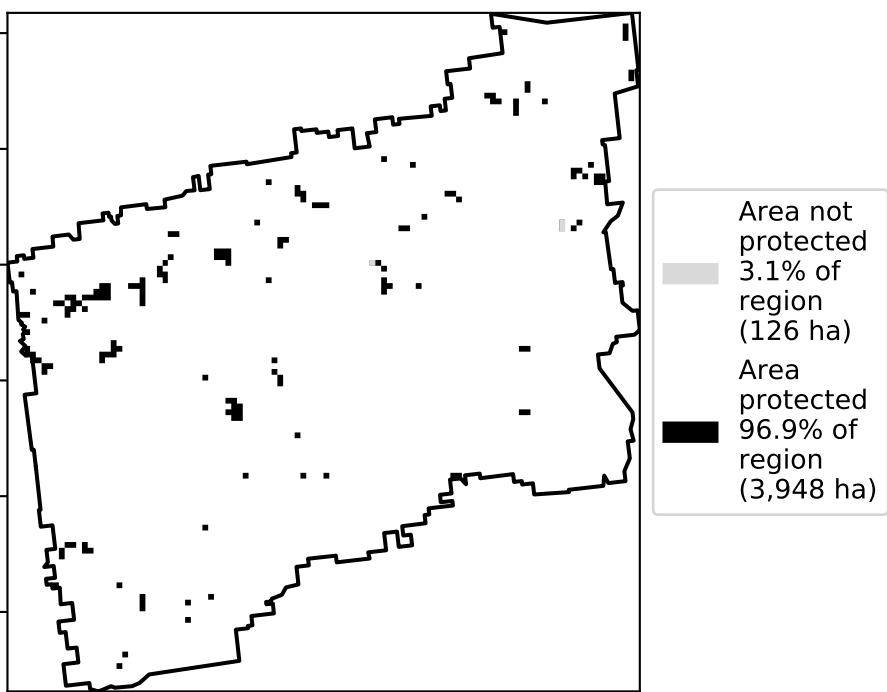 Area not
protected
3.1% of
region
(126 ha)
Area
protected
96.9% of
region
(3,948 ha)